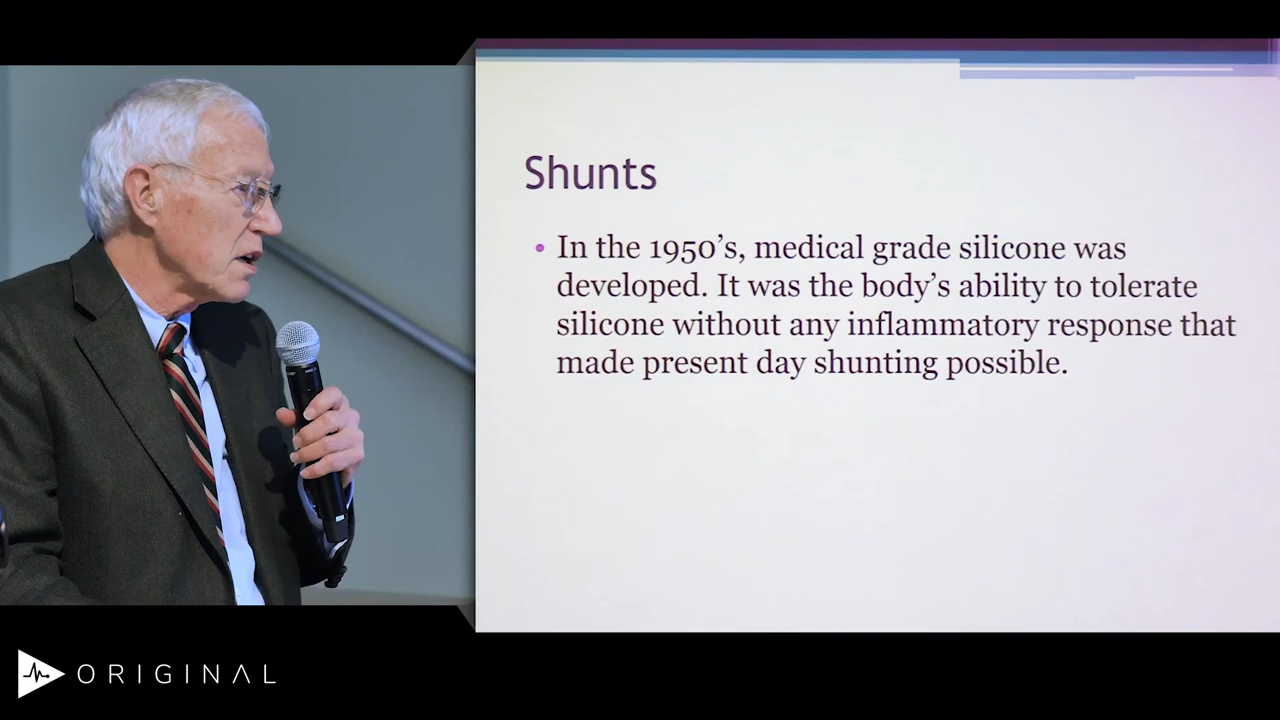 Shunts
• In the 1950’s, medical grade silicone was
developed. It was the body’s ability to tolerate
silicone without any inflammatory response that
made present day shunting possible.
ORIGINAL